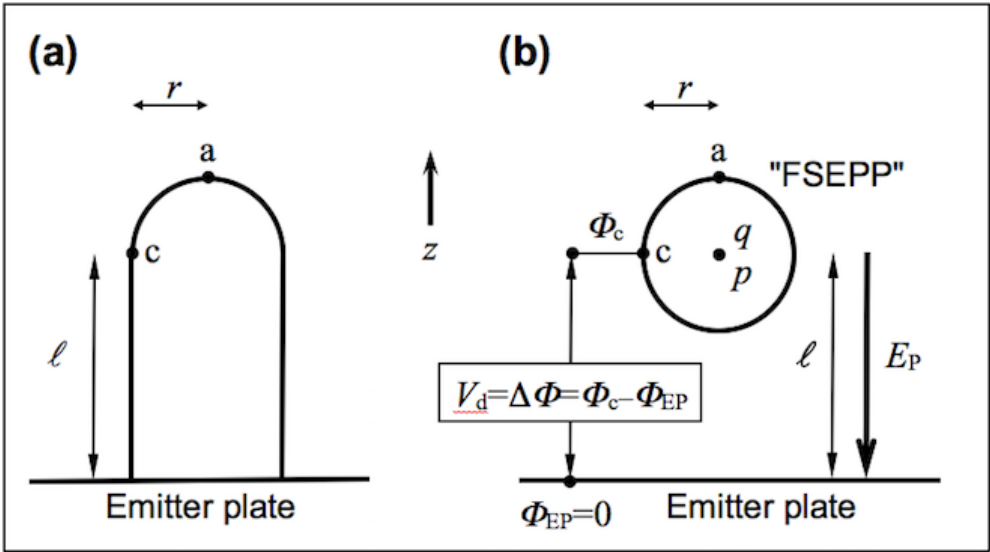 (a)
r
a
c
ℓ
Emitter plate
z
(b)
r
a
"FSEPP"
Φc
c
q
p
ℓ
EP
Vd=ΔΦ=Φc–ΦEP
ΦEP=0
Emitter plate